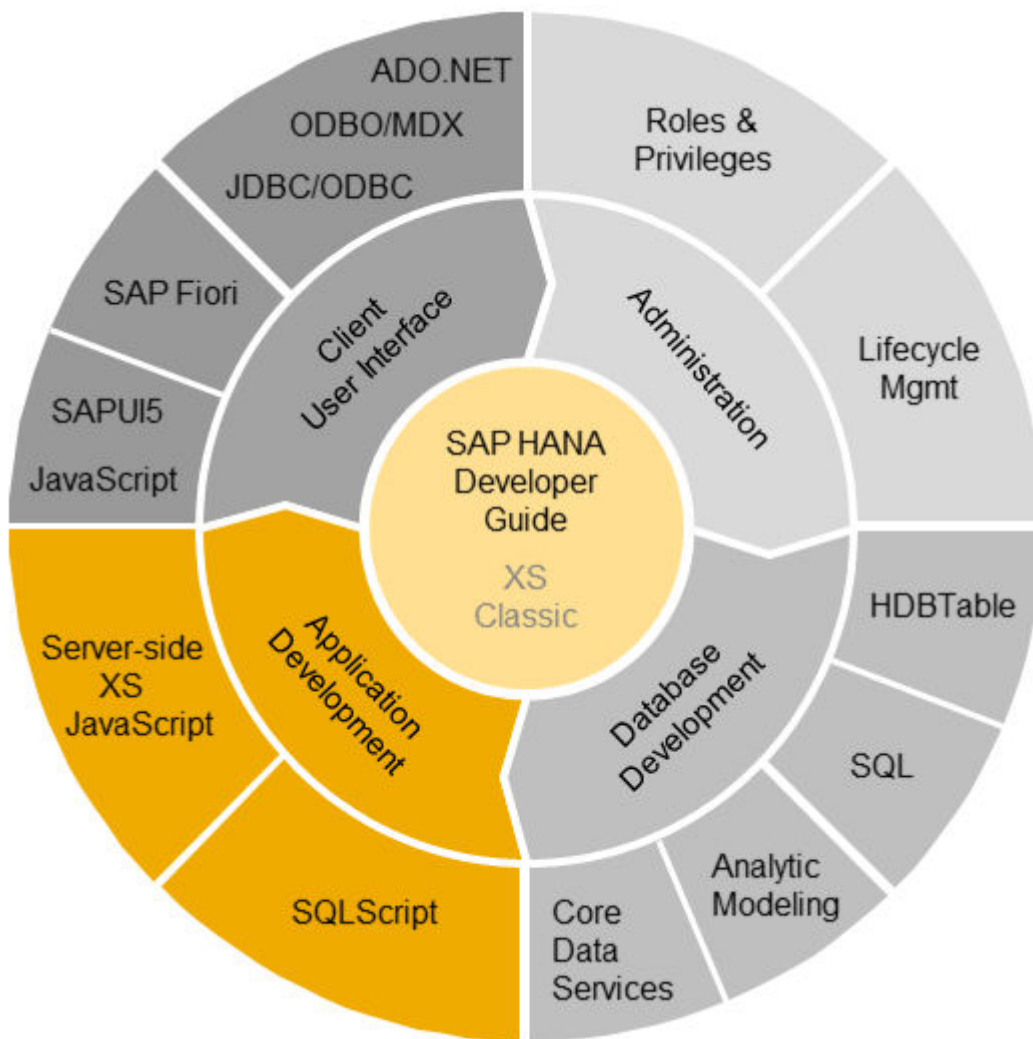 ADO.NET
ODBO/MDX
JDBC/ODBC
Roles &
Privileges
SAP Fiori
Client
User Interface
Administration
Lifecycle
Mgmt
SAPUI5
JavaScript
SAP HANA
Developer
Guide
XS
Classic
HDBTable
Server-side
XS
JavaScript
Application
Development
Database
Development
SQL
SQLScript
Analytic
Modeling
Core
Data
Services